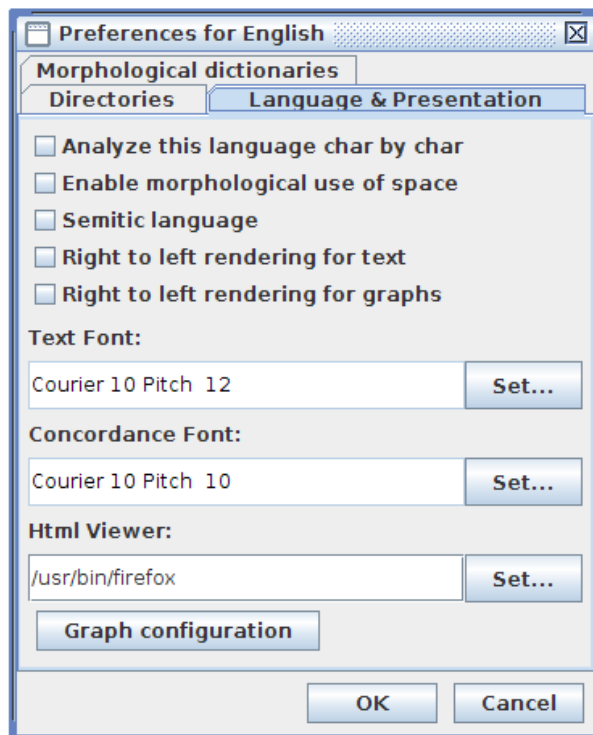 Preferences for English
Morphological dictionaries
Directories Language & Presentation
Analyze this language char by char
Enable morphological use of space
Semitic language
Right to left rendering for text
Right to left rendering for graphs
Text Font:
Courier 10 Pitch  12 Set...
Concordance Font:
Courier 10 Pitch  10 Set...
Html Viewer:
/usr/bin/firefox Set...
Graph configuration
OK Cancel